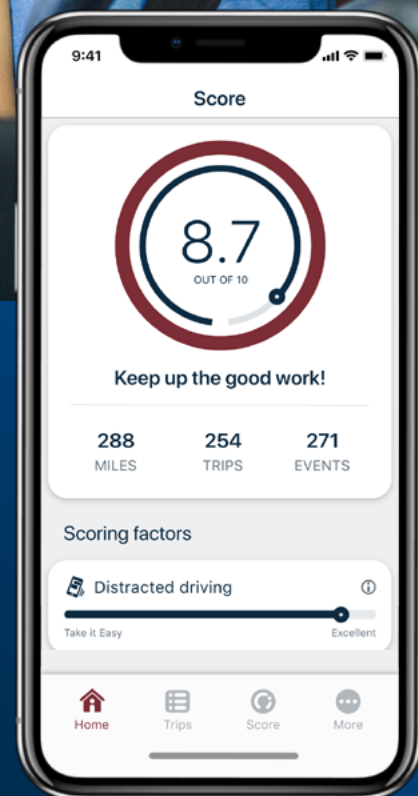 9:41
Score
8.7
OUT OF 10
Keep up the good work!
288 254 271
MILES TRIPS EVENTS
Scoring factors
Distracted driving
Take it Easy Excellent
Home Trips Score More